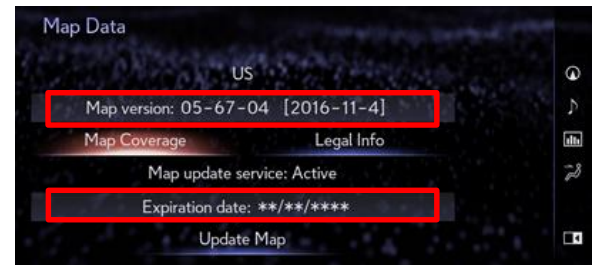 Map Data
US
Map version: 05-67-04 [2016-11-4]
Map Coverage Legal Info
Map update service: Active
Expiration date: **/**/****
Update Map